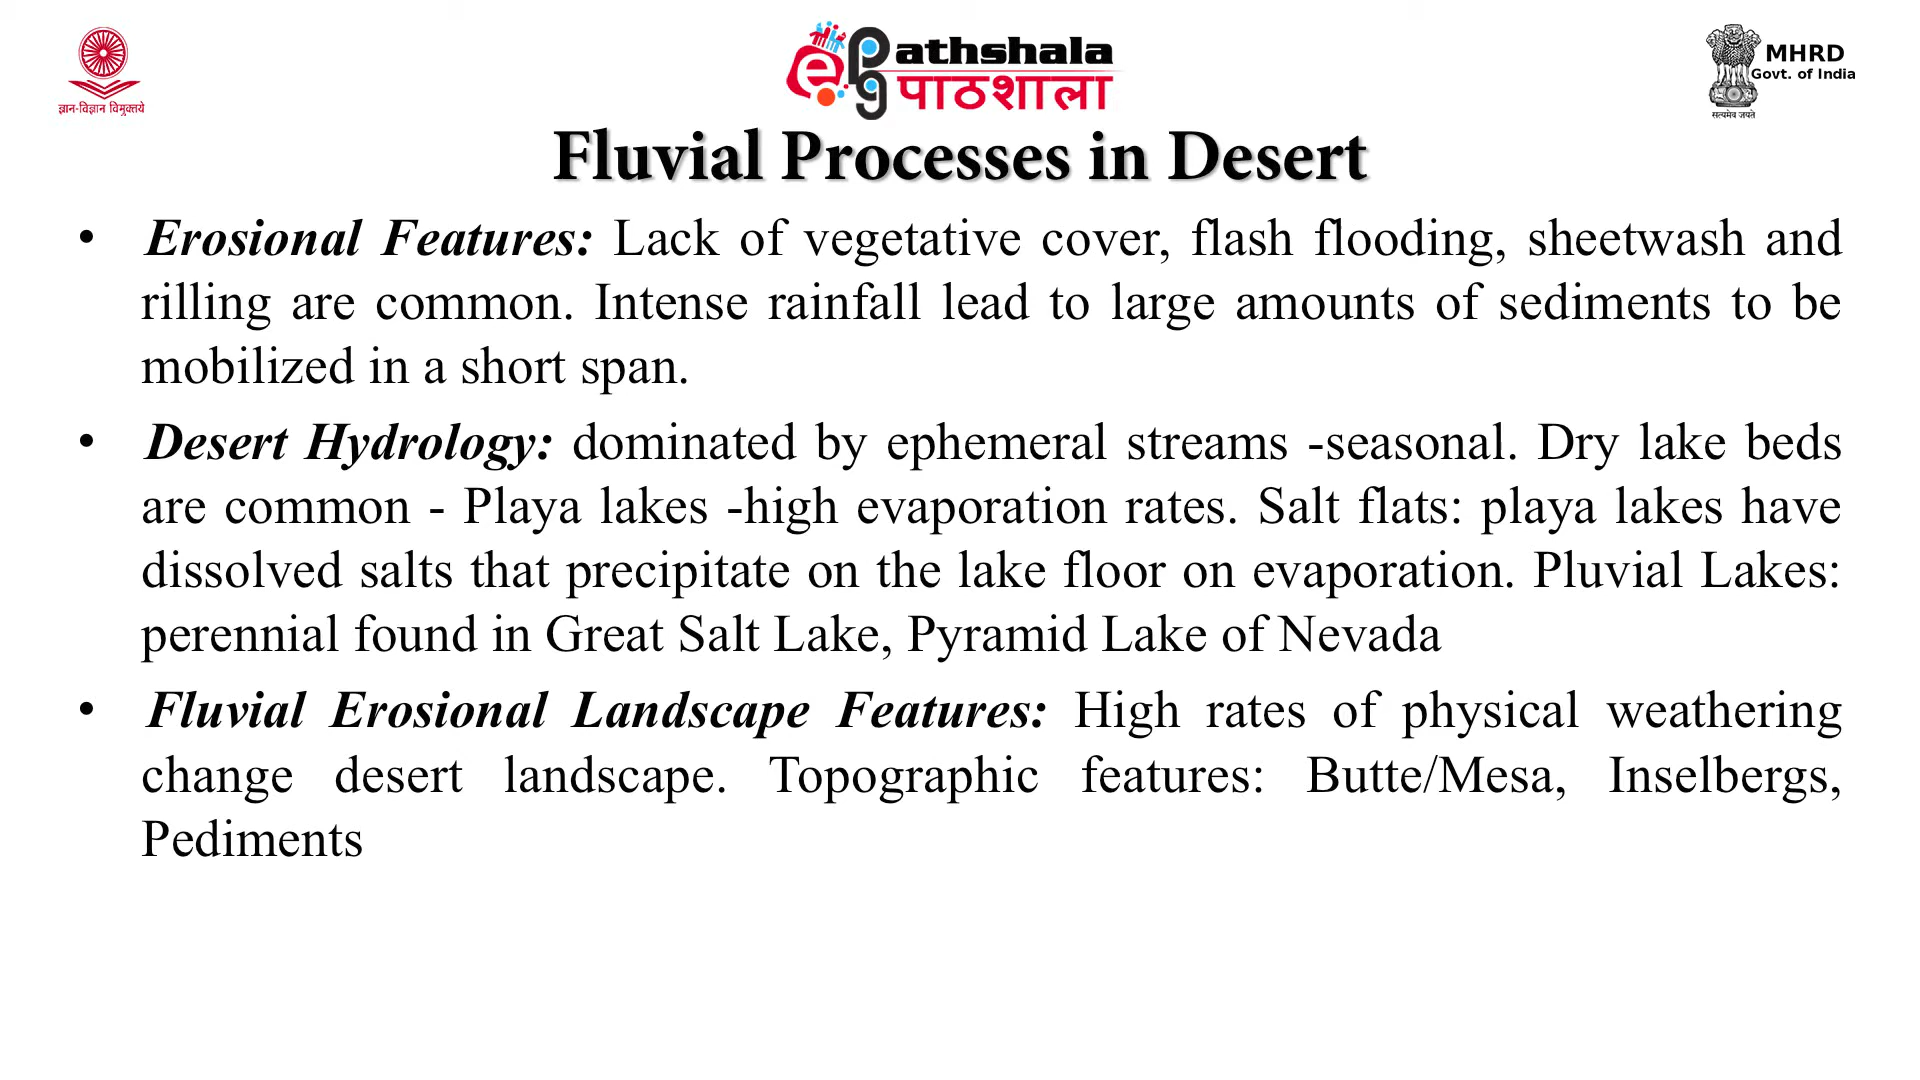 ज्ञान-विज्ञान विमुक्तये
ePGathshala
पाठशाला
MHRD
Govt. of India
सत्यमेव जयते
Fluvial Processes in Desert
• Erosional Features: Lack of vegetative cover, flash flooding, sheetwash and
rilling are common. Intense rainfall lead to large amounts of sediments to be
mobilized in a short span.
• Desert Hydrology: dominated by ephemeral streams -seasonal. Dry lake beds
are common - Playa lakes -high evaporation rates. Salt flats: playa lakes have
dissolved salts that precipitate on the lake floor on evaporation. Pluvial Lakes:
perennial found in Great Salt Lake, Pyramid Lake of Nevada
• Fluvial Erosional Landscape Features: High rates of physical weathering
change desert landscape. Topographic features: Butte/Mesa, Inselbergs,
Pediments